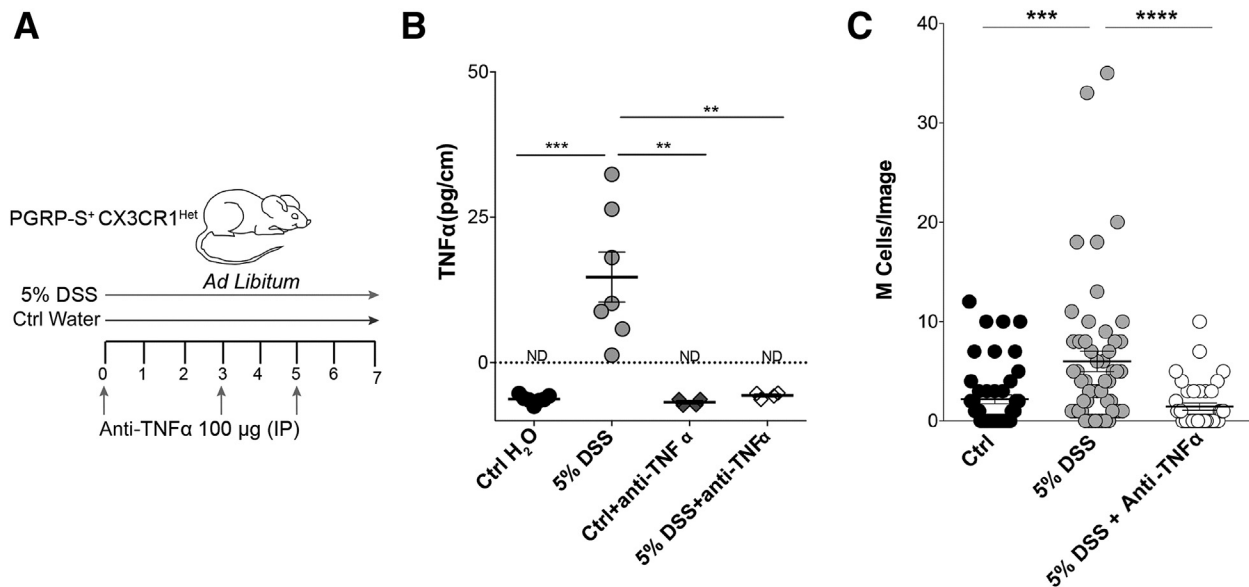 A
PGRP-S+ CX3CR1Het
Ad Libitum
5% DSS
Ctrl Water
0 1 2 3 4 5 6 7
Anti-TNFα 100 µg (IP)
B
TNFα(pg/cm)
50
25
0
***
**
**
ND
ND
ND
Ctrl H2O
5% DSS
Ctrl+anti-TNF α
5% DSS+anti-TNFα
C
M Cells/Image
40
30
20
10
0
***
****
Ctrl
5% DSS
5% DSS + Anti -TNFα